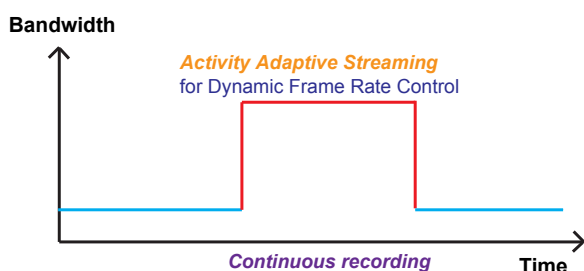 Bandwidth
Activity Adaptive Streaming
for Dynamic Frame Rate Control
Continuous recording
Time